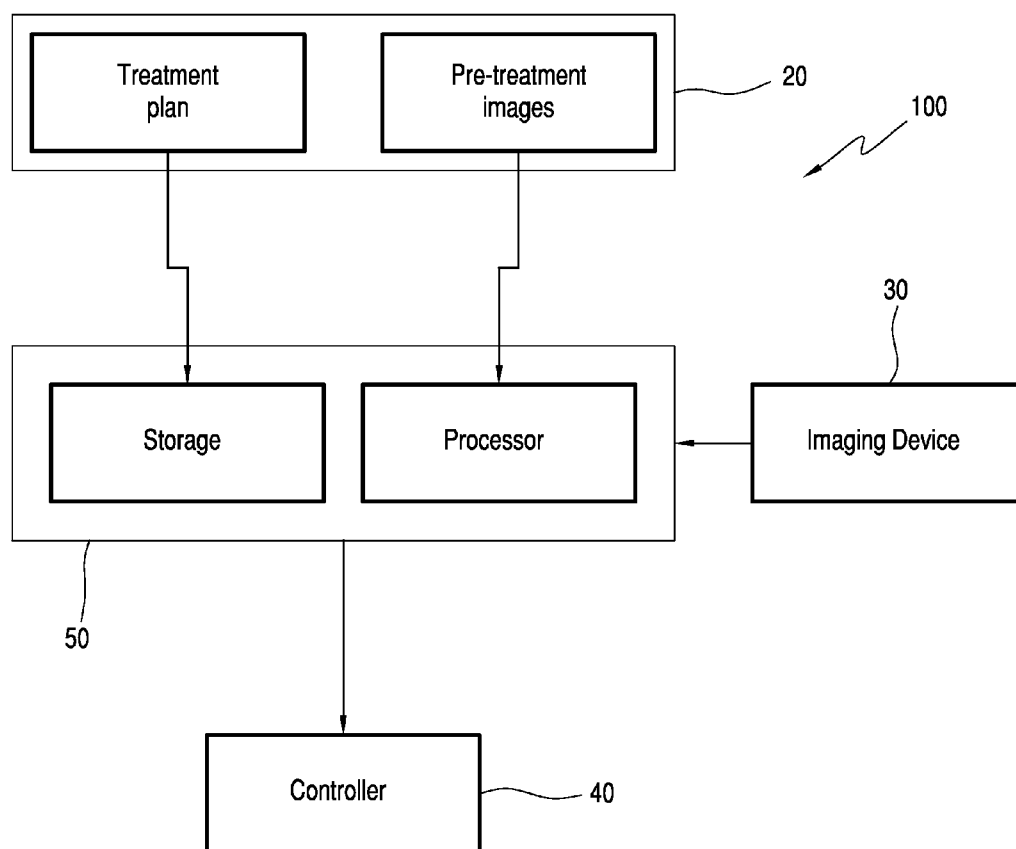 Treatment
plan
Pre-treatment
images
20
100
30
Storage
Processor
Imaging Device
50
Controller
40